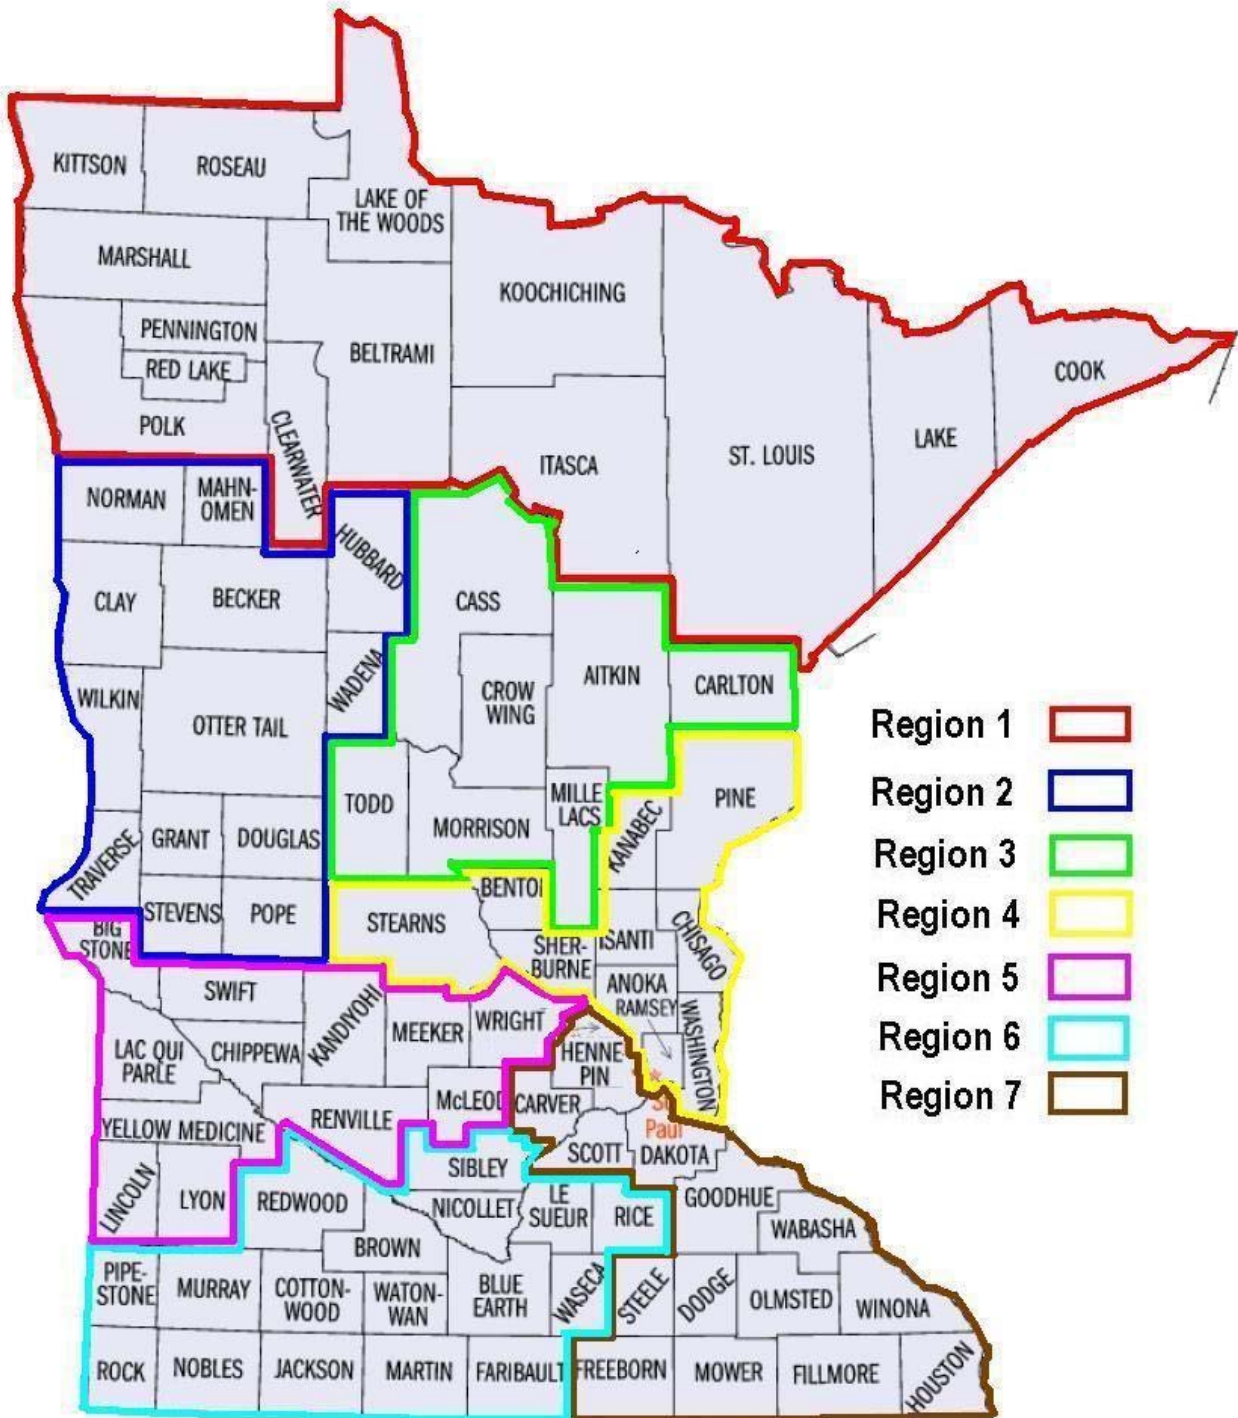 KITTSON
ROSEAU
LAKE OF
THE WOODS
MARSHALL
KOOCHICHING
PENNINGTON
BELTRAMI
RED LAKE
COOK
POLK
CLEARWATER
LAKE
ST. LOUIS
ITASCA
NORMAN
MAHN-
OMEN
HUBBARD
CLAY
BECKER
CASS
WADENA
AITKIN
CARLTON
WILKIN
CROW
WING
OTTER TAIL
Region 1
Region 2
Region 3
Region 4
Region 5
Region 6
Region 7
TODD
MILLE
LACS
PINE
MORRISON
KANABEC
TRAVERSE
GRANT
DOUGLAS
BENTO
STEVENS
POPE
STEARNS
BIG
STONE
SHER-
BURNE
ISANTI
CHISAGO
ANOKA
RAMSEY
SWIFT
KANDIYOHI
MEEKER
WRIGHT
WASHINGTON
LAC QUI
PARLE
CHIPPEWA
HENNE
PIN
McLEOD
CARVER
St
Paul
RENVILLE
YELLOW MEDICINE
SCOTT
DAKOTA
SIBLEY
LINCOLN
LYON
REDWOOD
NICOLLET
LE
SUEUR
RICE
GOODHUE
WABASHA
BROWN
PIPE-
STONE
MURRAY
COTTON-
WOOD
WATON-
WAN
BLUE
EARTH
WASECA
STEELE
DODGE
OLMSTED
WINONA
ROCK
NOBLES
JACKSON
MARTIN
FARIBAULT
FREEBORN
MOWER
FILLMORE
HOUSTON